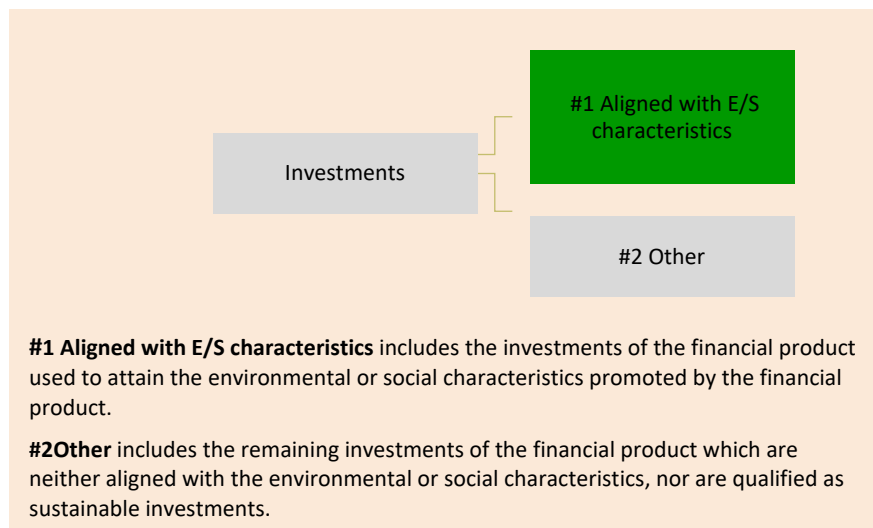 #1 Aligned with E/S
characteristics
Investments
#2 Other
#1 Aligned with E/S characteristics includes the investments of the financial product
used to attain the environmental or social characteristics promoted by the financial
product.
#2Other includes the remaining investments of the financial product which are
neither aligned with the environmental or social characteristics, nor are qualified as
sustainable investments.